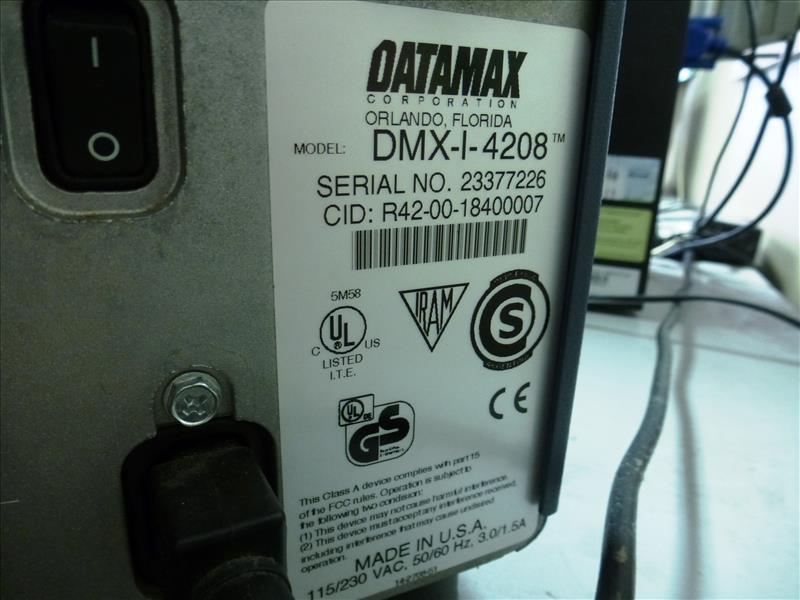 DATAMAX
CORPORATION
ORLANDO, FLORIDA
MODEL: DMX-I-4208™
SERIAL NO. 23377226
CID: R42-00-18400007
5M58
UL
C US
LISTED
I.T.E.
IRAM
S
UL
GS
CE
This Class A device complies with part 15
of the FCC rules. Operation is subject to
the following two condition:
(1) This device may not cause harmful interference.
(2) This device must accept any interference received,
including interference that may cause undesired
operation.
MADE IN U.S.A.
115/230 VAC, 50/60 Hz, 3.0/1.5A